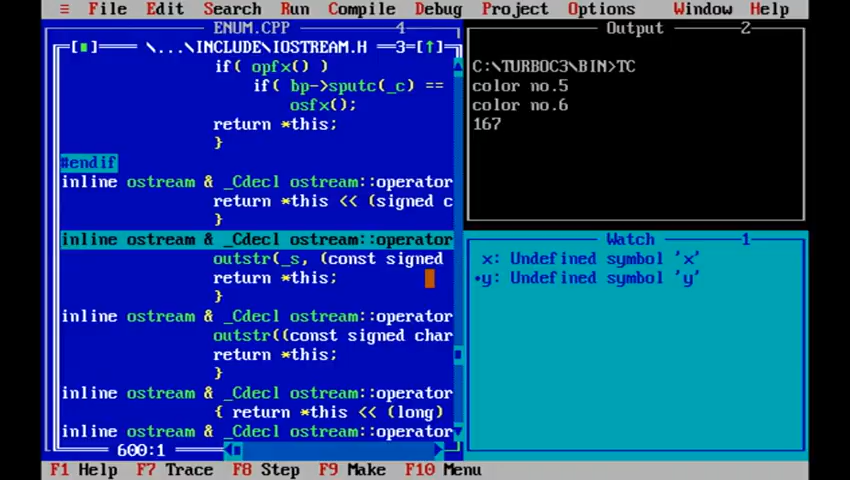 ≡ File Edit Search Run Compile Debug Project Options Window Help
ENUM.CPP 4
[■] \...\INCLUDE\IOSTREAM.H 3=[↑]
if( opfx() )
if( bp->sputc(_c) ==
osfx();
return *this;
}
#endif
inline ostream & _Cdecl ostream::operator
return *this << (signed c
}
inline ostream & _Cdecl ostream::operator
outstr(_s, (const signed
return *this;
}
inline ostream & _Cdecl ostream::operator
outstr((const signed char
return *this;
}
inline ostream & _Cdecl ostream::operator
{ return *this << (long)
inline ostream & _Cdecl ostream::operator
600:1
Output 2
C:\TURBOC3\BIN>TC
color no.5
color no.6
167
Watch 1
x: Undefined symbol 'x'
•y: Undefined symbol 'y'
F1 Help F7 Trace F8 Step F9 Make F10 Menu